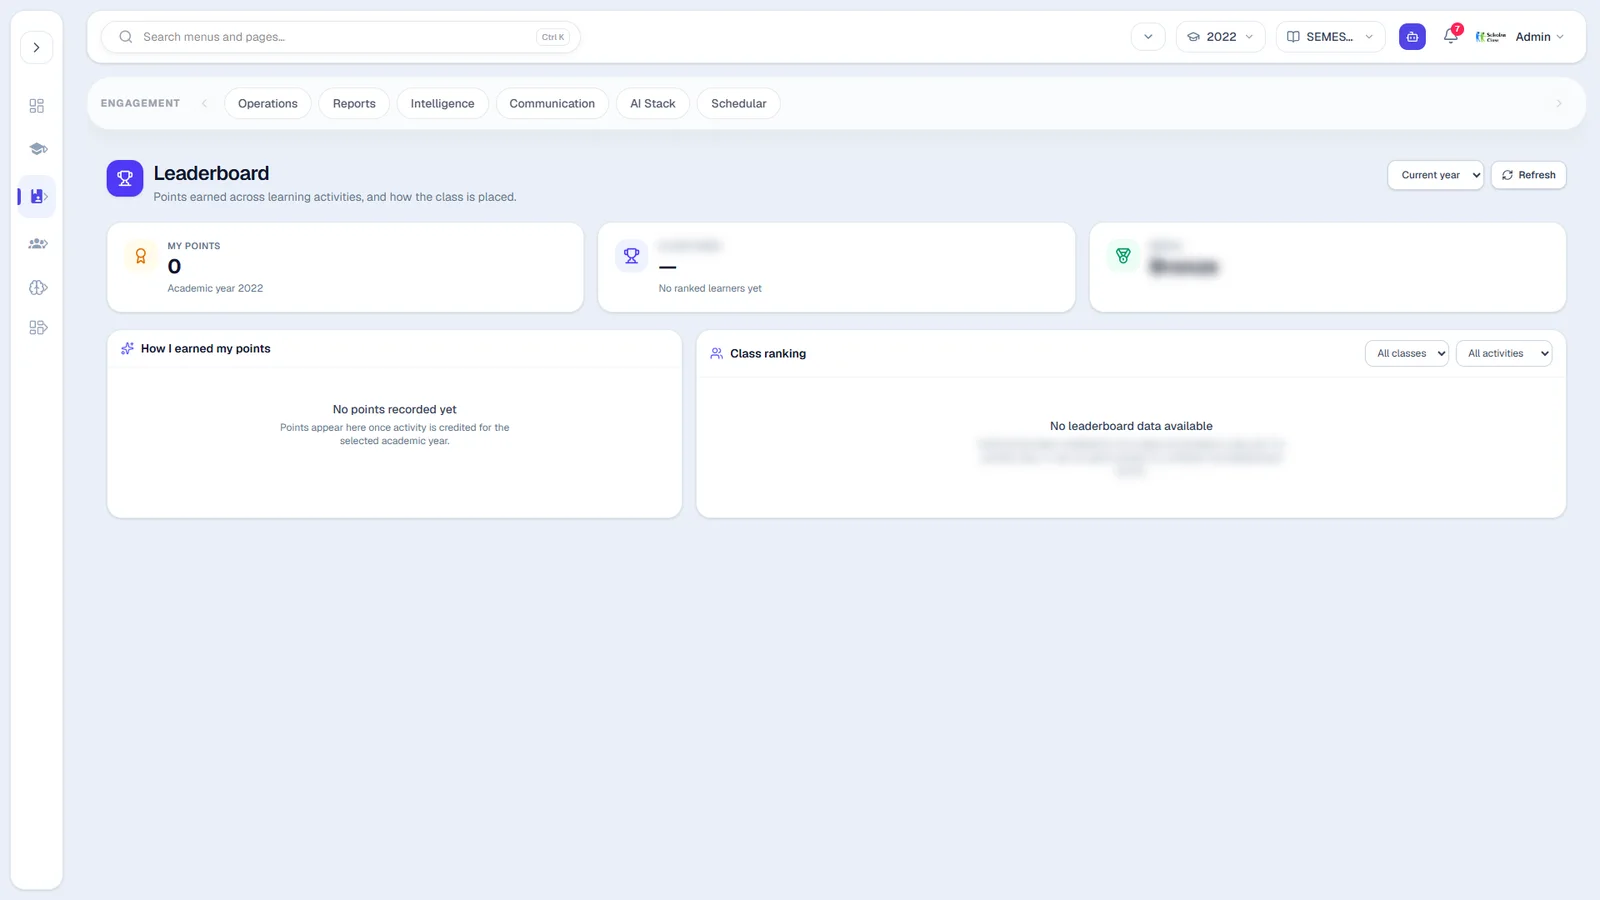 Search menus and pages...
Ctrl K
2022
SEMES...
7
Scholar Clone
Admin
ENGAGEMENT
Operations
Reports
Intelligence
Communication
AI Stack
Schedular
Leaderboard
Points earned across learning activities, and how the class is placed.
Current year
Refresh
MY POINTS
0
Academic year 2022
—
No ranked learners yet
How I earned my points
No points recorded yet
Points appear here once activity is credited for the
selected academic year.
Class ranking
All classes
All activities
No leaderboard data available